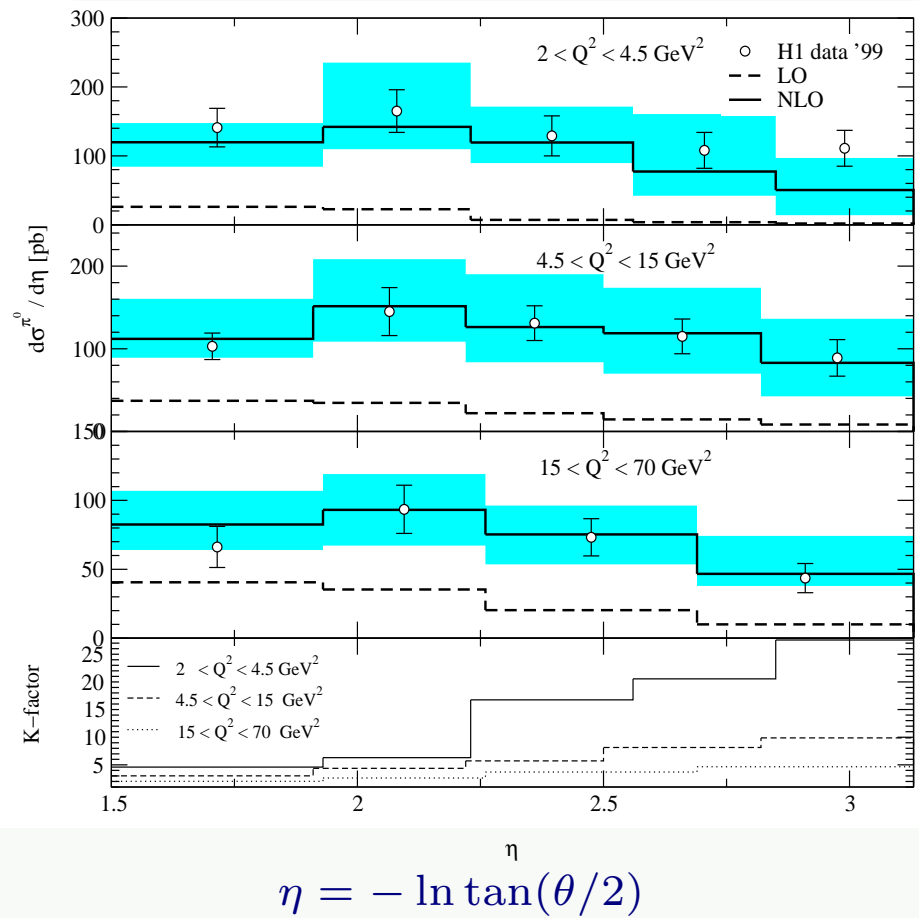 300
2 < Q² < 4.5 GeV²
H1 data '99
LO
NLO
200
100
0
dσ^π⁰ / dη [pb]
4.5 < Q² < 15 GeV²
200
100
0
150
15 < Q² < 70 GeV²
100
50
0
K−factor
2 < Q² < 4.5 GeV²
4.5 < Q² < 15 GeV²
15 < Q² < 70 GeV²
25
20
15
10
5
1.5 2 2.5 3
η
η = − ln tan(θ/2)